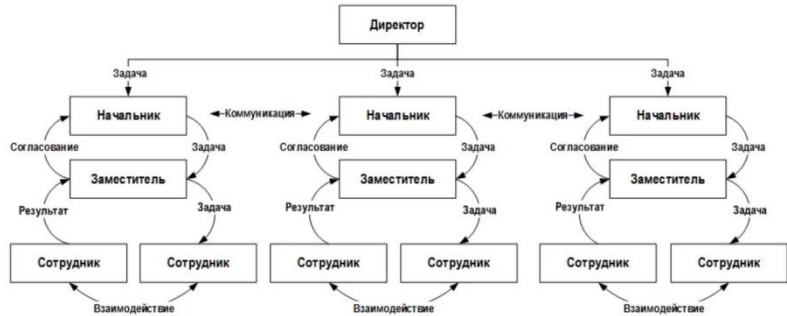 Директор
Задача Задача Задача
Начальник Коммуникация Начальник Коммуникация Начальник
Согласование Задача Согласование Задача Согласование Задача
Заместитель Заместитель Заместитель
Результат Задача Результат Задача Результат Задача
Сотрудник Сотрудник Сотрудник Сотрудник Сотрудник Сотрудник
Взаимодействие Взаимодействие Взаимодействие